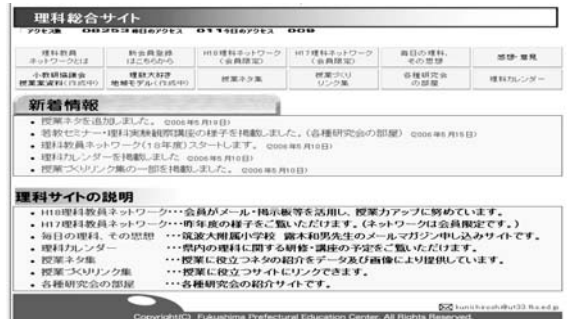 理科総合サイト
アクセス数 08253 昨日のアクセス 011 今日のアクセス 009
理科教員ネットワークとは
新会員登録はこちらから
H18理科ネットワーク(会員限定)
H17理科ネットワーク(会員限定)
毎日の理科、その思想
感想・意見
小教研協議会授業案資料(作成中)
理数大好き地域モデル(作成中)
授業ネタ集
授業づくりリンク集
各種研究会の部屋
理科カレンダー
新着情報
• 授業ネタを追加しました。 (2006年5月19日)
• 若教セミナー・理科実験観察講座の様子を掲載しました。(各種研究会の部屋) (2006年5月15日)
• 理科教員ネットワーク(18年度)スタートします。 (2006年5月10日)
• 理科カレンダーを掲載しました (2006年5月10日)
• 授業づくりリンク集の一部を掲載しました。 (2006年5月10日)
理科サイトの説明
• H18理科教員ネットワーク・・・会員がメール・掲示板等を活用し、授業力アップに努めています。
• H17理科教員ネットワーク・・・昨年度の様子をご覧いただけます。(ネットワークは会員限定です。)
• 毎日の理科、その思想 ・・・筑波大附属小学校 露木和男先生のメールマガジン申し込みサイトです。
• 理科カレンダー ・・・県内の理科に関する研修・講座の予定をご覧いただけます。
• 授業ネタ集 ・・・授業に役立つネタの紹介をデータ及び画像により提供しています。
• 授業づくりリンク集 ・・・授業に役立つサイトにリンクできます。
• 各種研究会の部屋 ・・・各種研究会の紹介サイトです。
Copyright(C) Fukushima Prefectural Education Center. All Rights Reserved.